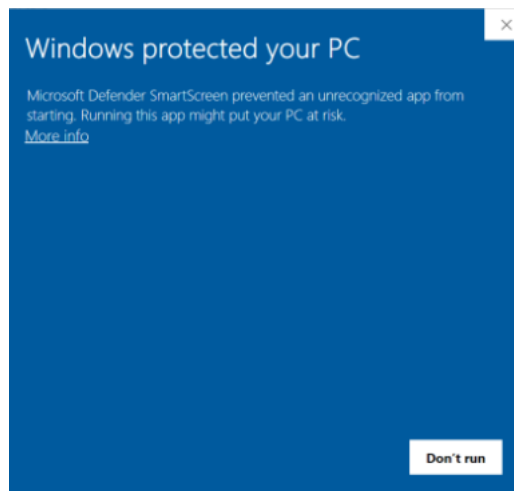 Windows protected your PC
Microsoft Defender SmartScreen prevented an unrecognized app from
starting. Running this app might put your PC at risk.
More info
Don't run